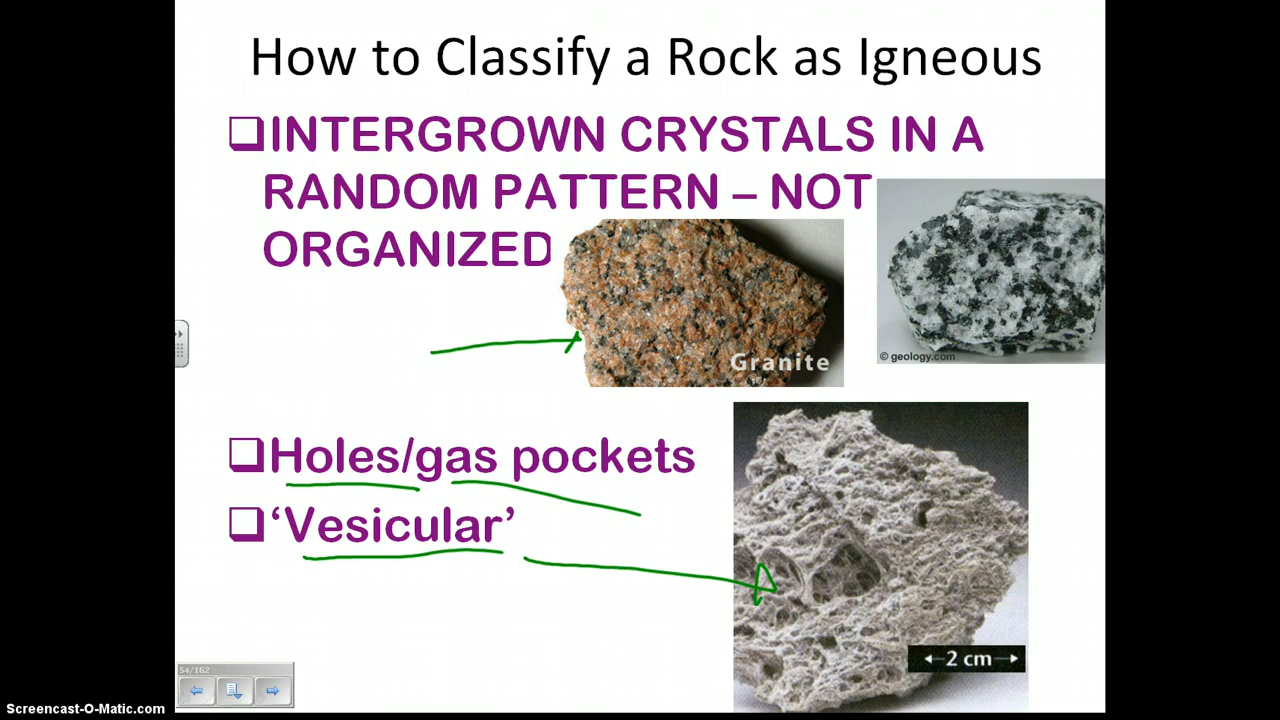 How to Classify a Rock as Igneous
INTERGROWN CRYSTALS IN A
RANDOM PATTERN – NOT
ORGANIZED
Granite
© geology.com
Holes/gas pockets
‘Vesicular’
2 cm
54/162
Screencast-O-Matic.com